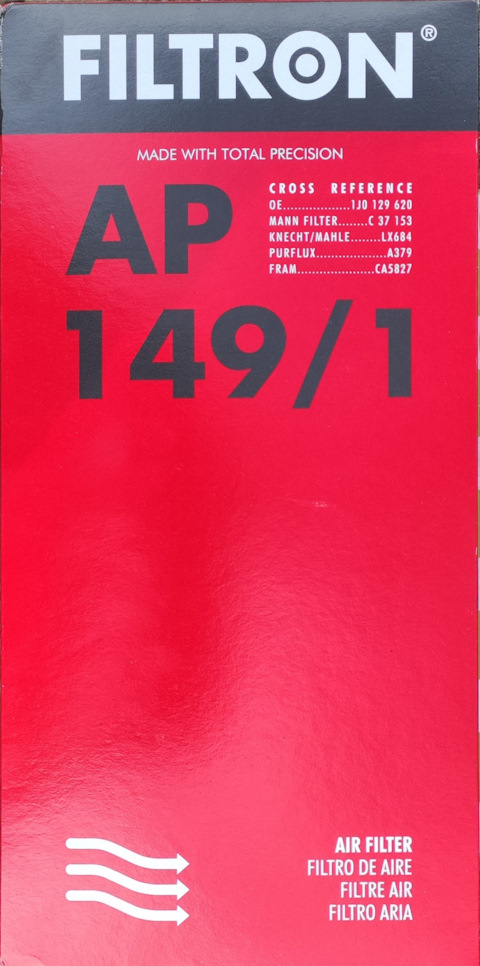 FILTRON®
MADE WITH TOTAL PRECISION
AP
149/1
CROSS REFERENCE
OE..................1J0 129 620
MANN FILTER........C 37 153
KNECHT/MAHLE........LX684
PURFLUX...................A379
FRAM.....................CA5827
AIR FILTER
FILTRO DE AIRE
FILTRE AIR
FILTRO ARIA